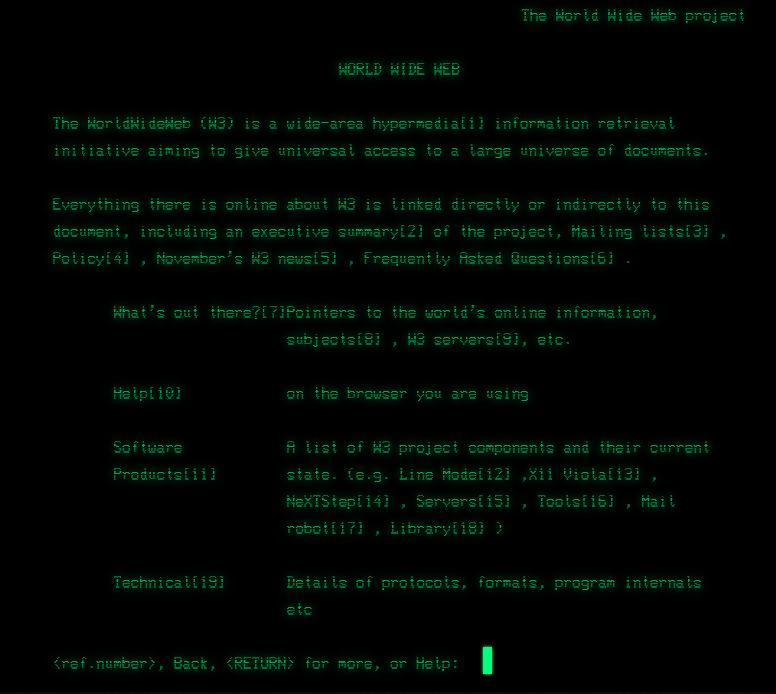 The World Wide Web project
WORLD WIDE WEB
The WorldWideWeb (W3) is a wide-area hypermedia[1] information retrieval
initiative aiming to give universal access to a large universe of documents.
Everything there is online about W3 is linked directly or indirectly to this
document, including an executive summary[2] of the project, Mailing lists[3] ,
Policy[4] , November's W3 news[5] , Frequently Asked Questions[6] .
What's out there?[7]Pointers to the world's online information,
subjects[8] , W3 servers[9], etc.
Help[10] on the browser you are using
Software A list of W3 project components and their current
Products[11] state. (e.g. Line Mode[12] ,X11 Viola[13] ,
NeXTStep[14] , Servers[15] , Tools[16] , Mail
robot[17] , Library[18] )
Technical[19] Details of protocols, formats, program internals
etc
<ref.number>, Back, <RETURN> for more, or Help: